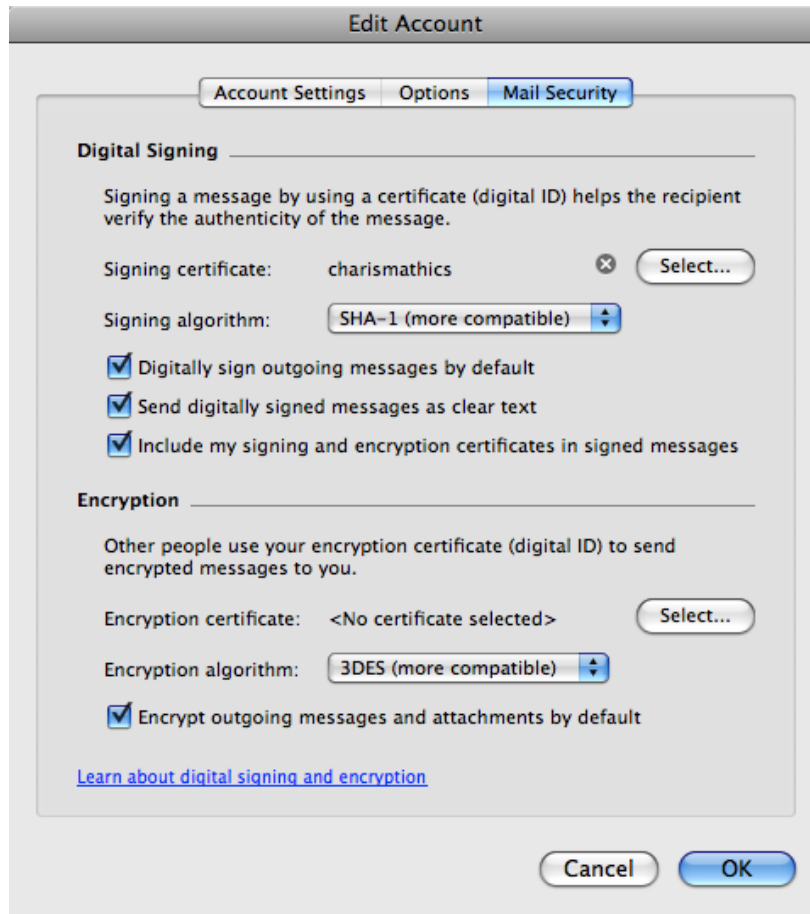 Edit Account
Account Settings Options Mail Security
Digital Signing
Signing a message by using a certificate (digital ID) helps the recipient
verify the authenticity of the message.
Signing certificate: charismathics Select...
Signing algorithm: SHA-1 (more compatible)
Digitally sign outgoing messages by default
Send digitally signed messages as clear text
Include my signing and encryption certificates in signed messages
Encryption
Other people use your encryption certificate (digital ID) to send
encrypted messages to you.
Encryption certificate: <No certificate selected> Select...
Encryption algorithm: 3DES (more compatible)
Encrypt outgoing messages and attachments by default
Learn about digital signing and encryption
Cancel OK